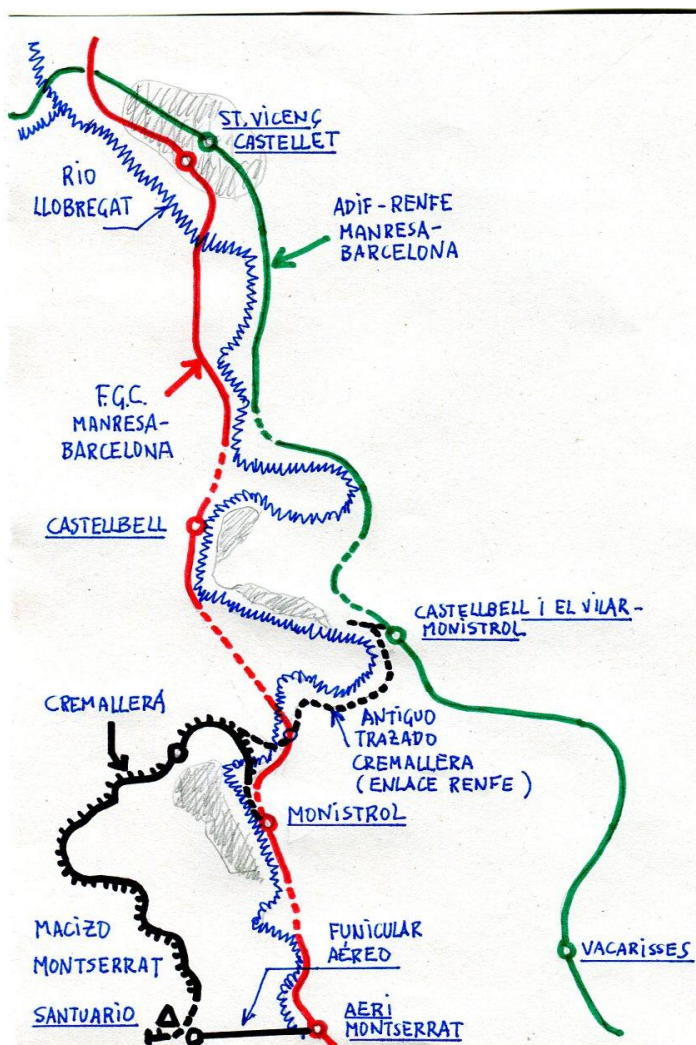 ST. VICENÇ
CASTELLET
RIO
LLOBREGAT
ADIF-RENFE
MANRESA-
BARCELONA
F.G.C.
MANRESA-
BARCELONA
CASTELLBELL
CASTELLBELL I EL VILAR-
MONISTROL
CREMALLERA
ANTIGUO
TRAZADO
CREMALLERA
(ENLACE RENFE)
MONISTROL
MACIZO
MONTSERRAT
FUNICULAR
AÉREO
VACARISSES
SANTUARIO
AERI
MONTSERRAT